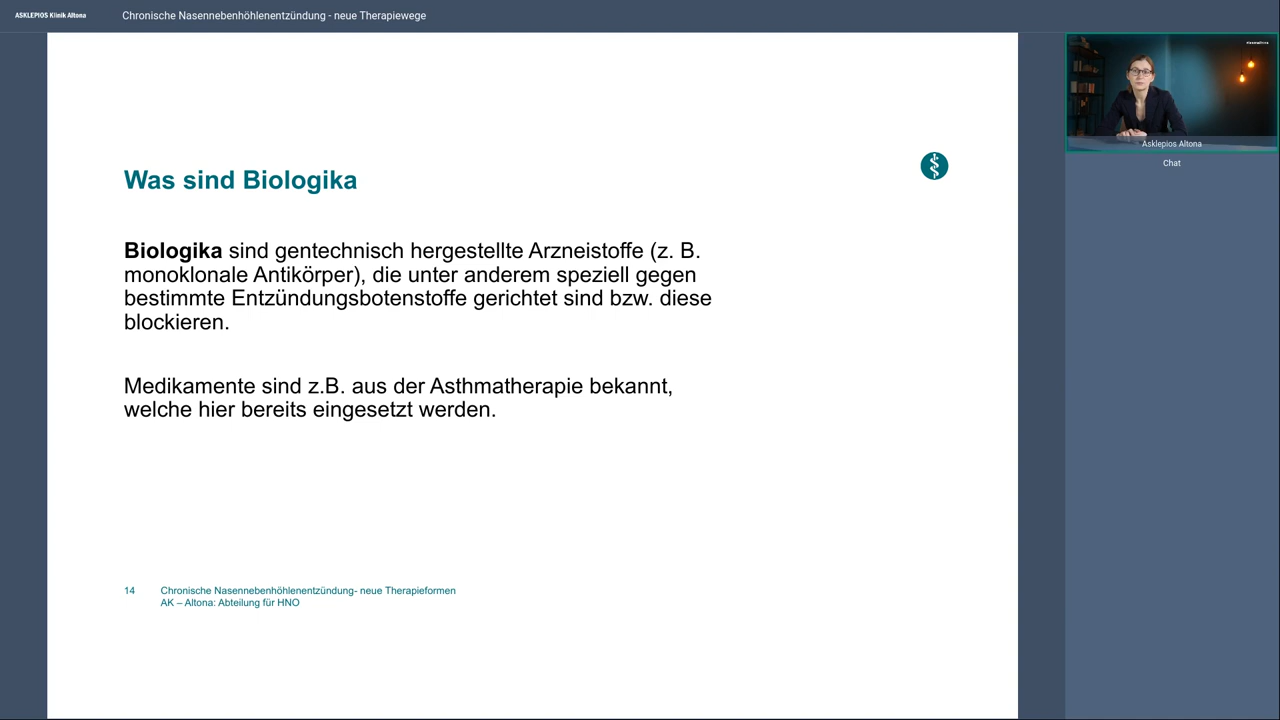 ASKLEPIOS Klinik Altona
Chronische Nasennebenhöhlenentzündung - neue Therapiewege
Was sind Biologika
Biologika sind gentechnisch hergestellte Arzneistoffe (z. B.
monoklonale Antikörper), die unter anderem speziell gegen
bestimmte Entzündungsbotenstoffe gerichtet sind bzw. diese
blockieren.
Medikamente sind z.B. aus der Asthmatherapie bekannt,
welche hier bereits eingesetzt werden.
14
Chronische Nasennebenhöhlenentzündung- neue Therapieformen
AK – Altona: Abteilung für HNO
Asklepios Altona
Chat